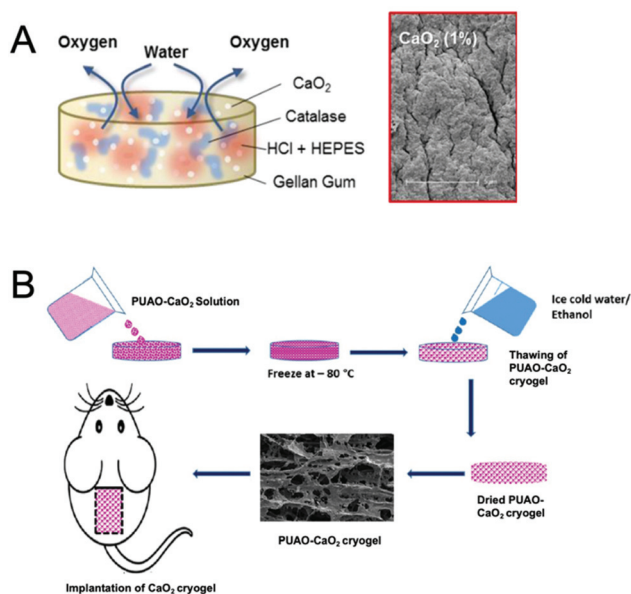 A
Oxygen
Water
Oxygen
CaO₂
Catalase
HCl + HEPES
Gellan Gum
CaO₂ (1%)
B
PUAO-CaO₂ Solution
Freeze at – 80 °C
Ice cold water/
Ethanol
Thawing of
PUAO-CaO₂
cryogel
Dried PUAO-
CaO₂ cryogel
PUAO-CaO₂ cryogel
Implantation of CaO₂ cryogel